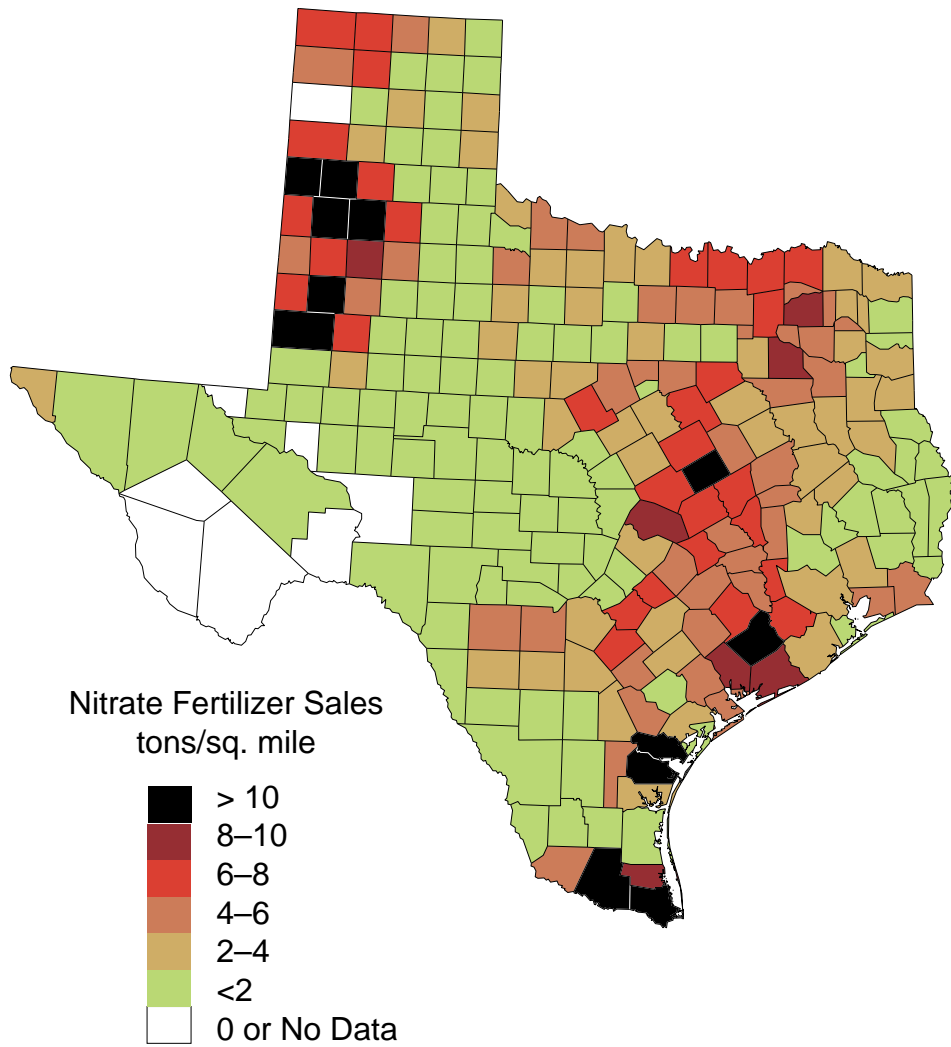 Nitrate Fertilizer Sales
tons/sq. mile
> 10
8–10
6–8
4–6
2–4
<2
0 or No Data